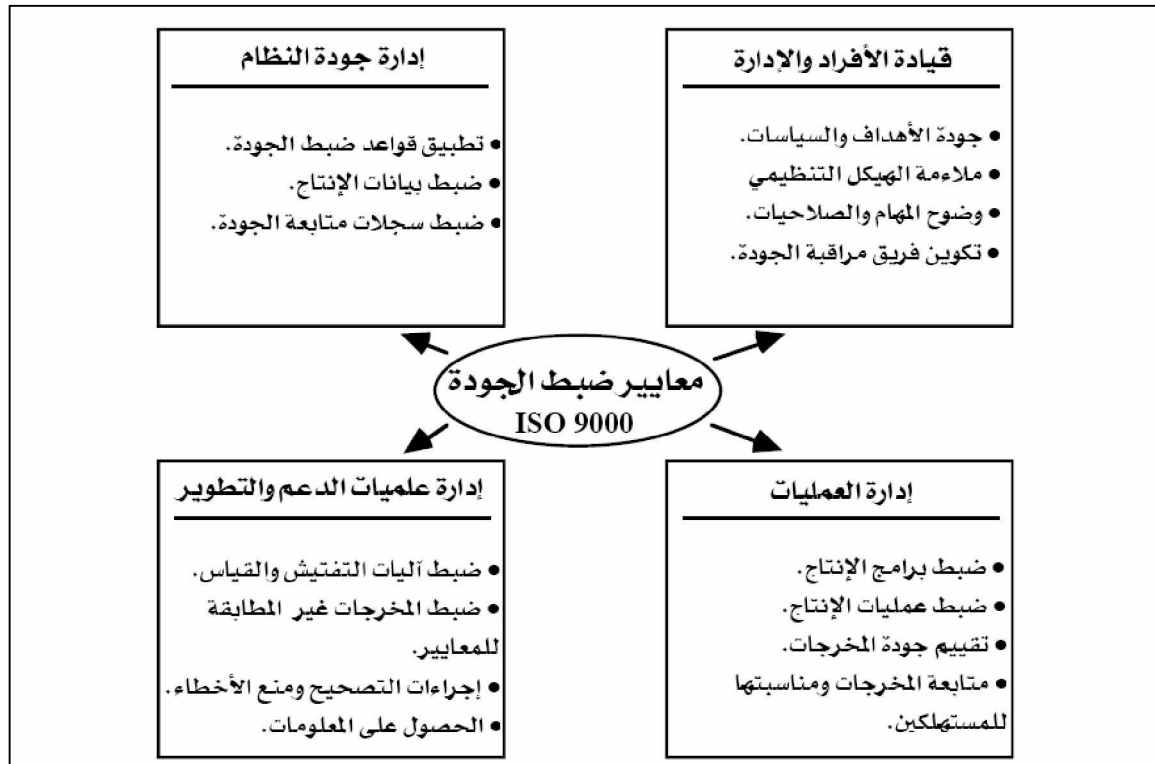 قيادة الأفراد والإدارة
● جودة الأهداف والسياسات.
● ملاءمة الهيكل التنظيمي
● وضوح المهام والصلاحيات.
● تكوين فريق مراقبة الجودة.
إدارة جودة النظام
● تطبيق قواعد ضبط الجودة.
● ضبط بيانات الإنتاج.
● ضبط سجلات متابعة الجودة.
معايير ضبط الجودة
ISO 9000
إدارة العمليات
● ضبط برامج الإنتاج.
● ضبط عمليات الإنتاج.
● تقييم جودة المخرجات.
● متابعة المخرجات ومناسبتها
للمستهلكين.
إدارة علميات الدعم والتطوير
● ضبط آليات التفتيش والقياس.
● ضبط المخرجات غير المطابقة
للمعايير.
● إجراءات التصحيح ومنع الأخطاء.
● الحصول على المعلومات.